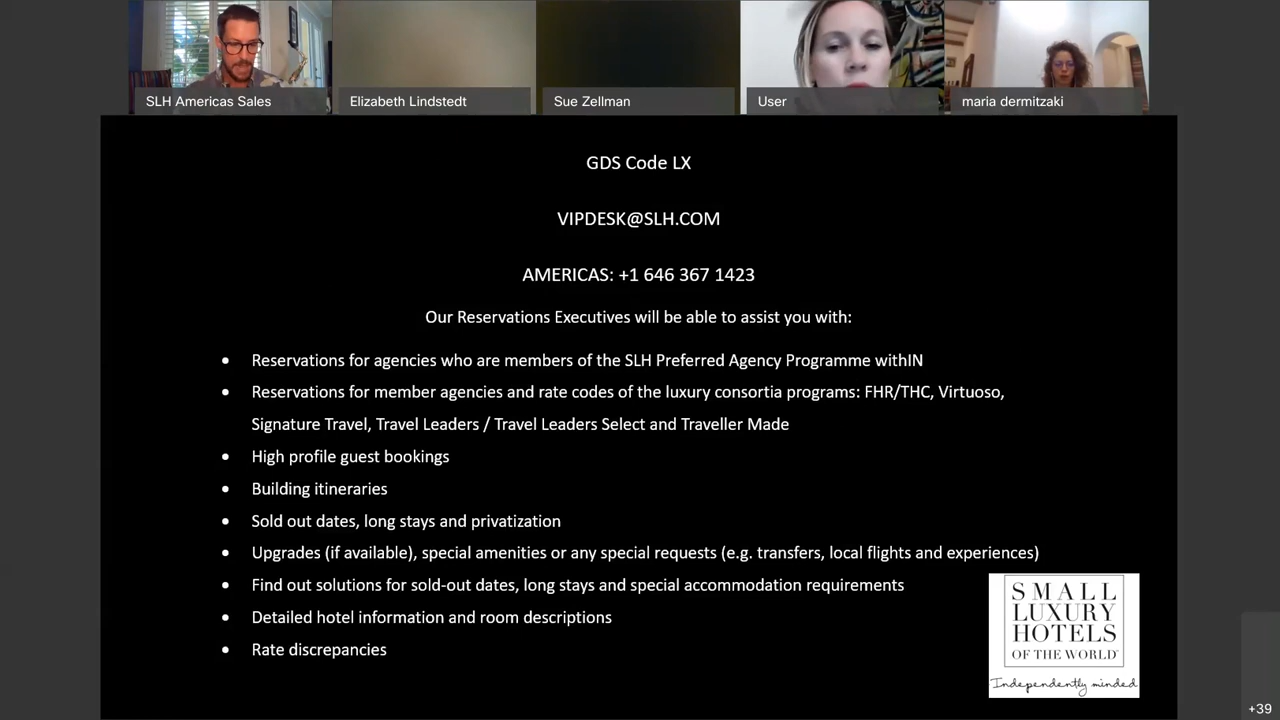 SLH Americas Sales
Elizabeth Lindstedt
Sue Zellman
User
maria dermitzaki
GDS Code LX
VIPDESK@SLH.COM
AMERICAS: +1 646 367 1423
Our Reservations Executives will be able to assist you with:
• Reservations for agencies who are members of the SLH Preferred Agency Programme withIN
• Reservations for member agencies and rate codes of the luxury consortia programs: FHR/THC, Virtuoso,
Signature Travel, Travel Leaders / Travel Leaders Select and Traveller Made
• High profile guest bookings
• Building itineraries
• Sold out dates, long stays and privatization
• Upgrades (if available), special amenities or any special requests (e.g. transfers, local flights and experiences)
• Find out solutions for sold-out dates, long stays and special accommodation requirements
• Detailed hotel information and room descriptions
• Rate discrepancies
SMALL
LUXURY
HOTELS
OF THE WORLD
Independently minded
+39